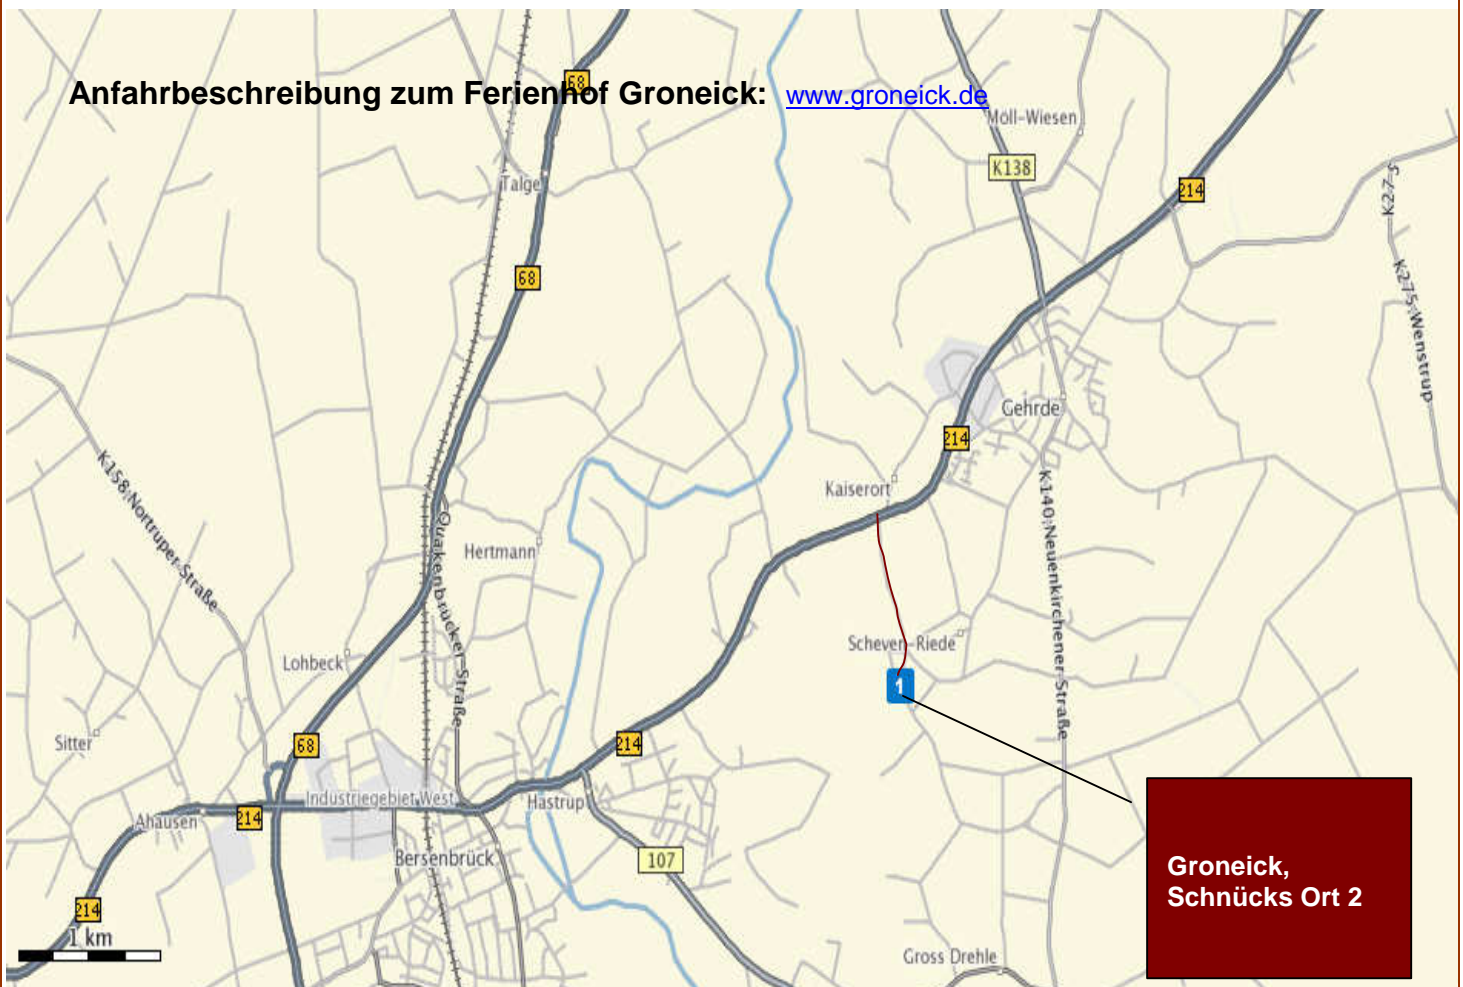 68
Anfahrbeschreibung zum Ferienhof Groneick: www.groneick.de
Moll-Wiesen
K138
Talge
214
K27 5
68
K275 Wenstrup
Gehrde
214
K158 Nortruper Straße
Kaiserort
K140 Neuenkirchener Straße
Quakenbrücker Straße
Hertmann
Scheven-Riede
Lohbeck
1
Sitter
68
214
Industriegebiet West
Hastrup
Ahausen
214
Bersenbrück
107
Groneick,
Schnücks Ort 2
214
1 km
Gross Drehle